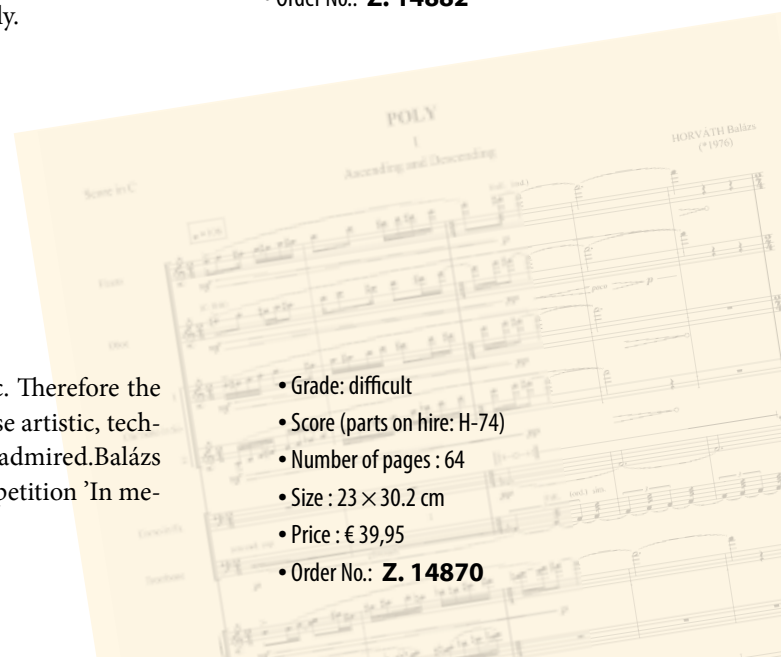 ly.
• Order No.: Z. 14882
POLY
I
Ascending and Descending
HORVATH Balázs
(*1976)
Score in C
Flute
Oboe
c. Therefore the
se artistic, tech-
admired.Balázs
petition ’In me-
• Grade: difficult
• Score (parts on hire: H-74)
• Number of pages : 64
• Size : 23 × 30.2 cm
• Price : € 39,95
• Order No.: Z. 14870